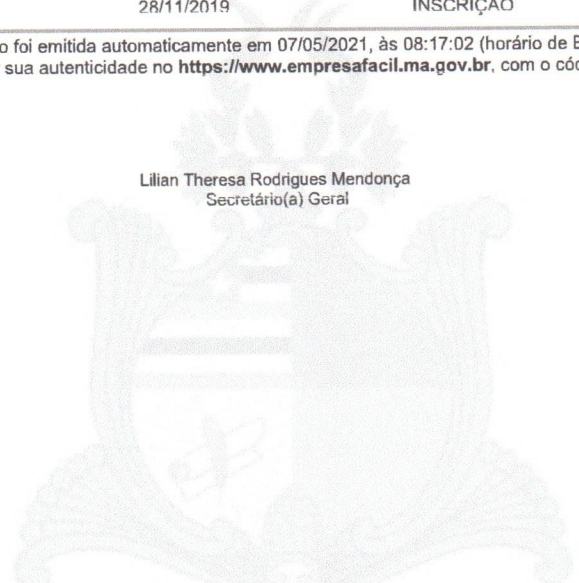 28/11/2019 INSCRIÇÃO
o foi emitida automaticamente em 07/05/2021, às 08:17:02 (horário de
sua autenticidade no https://www.empresafacil.ma.gov.br, com o
Lilian Theresa Rodrigues Mendonça
Secretário(a) Geral